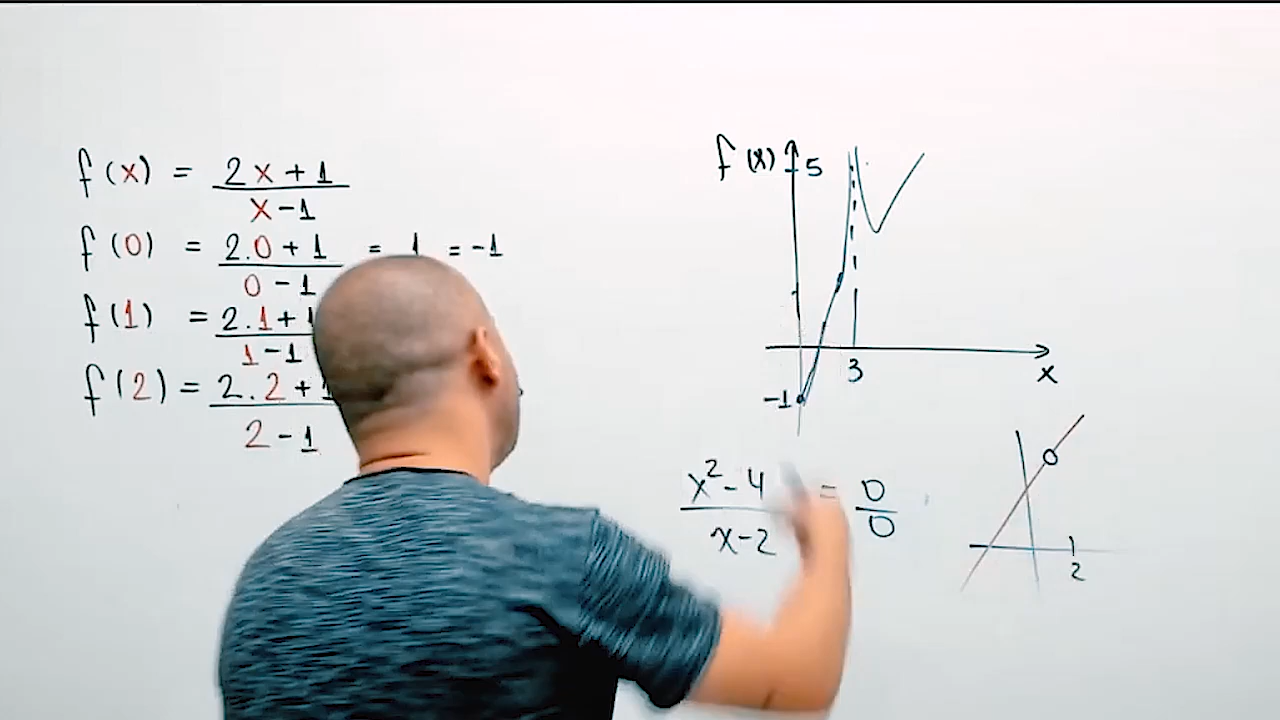 f(x) = 2x+1
x-1
f(0) = 2.0+1 = 1 = -1
0-1
f(1) = 2.1+1
1-1
f(2) = 2.2+1
2-1
f(x) 5
3
x
-1
x²-4 = 0
x-2 0
2